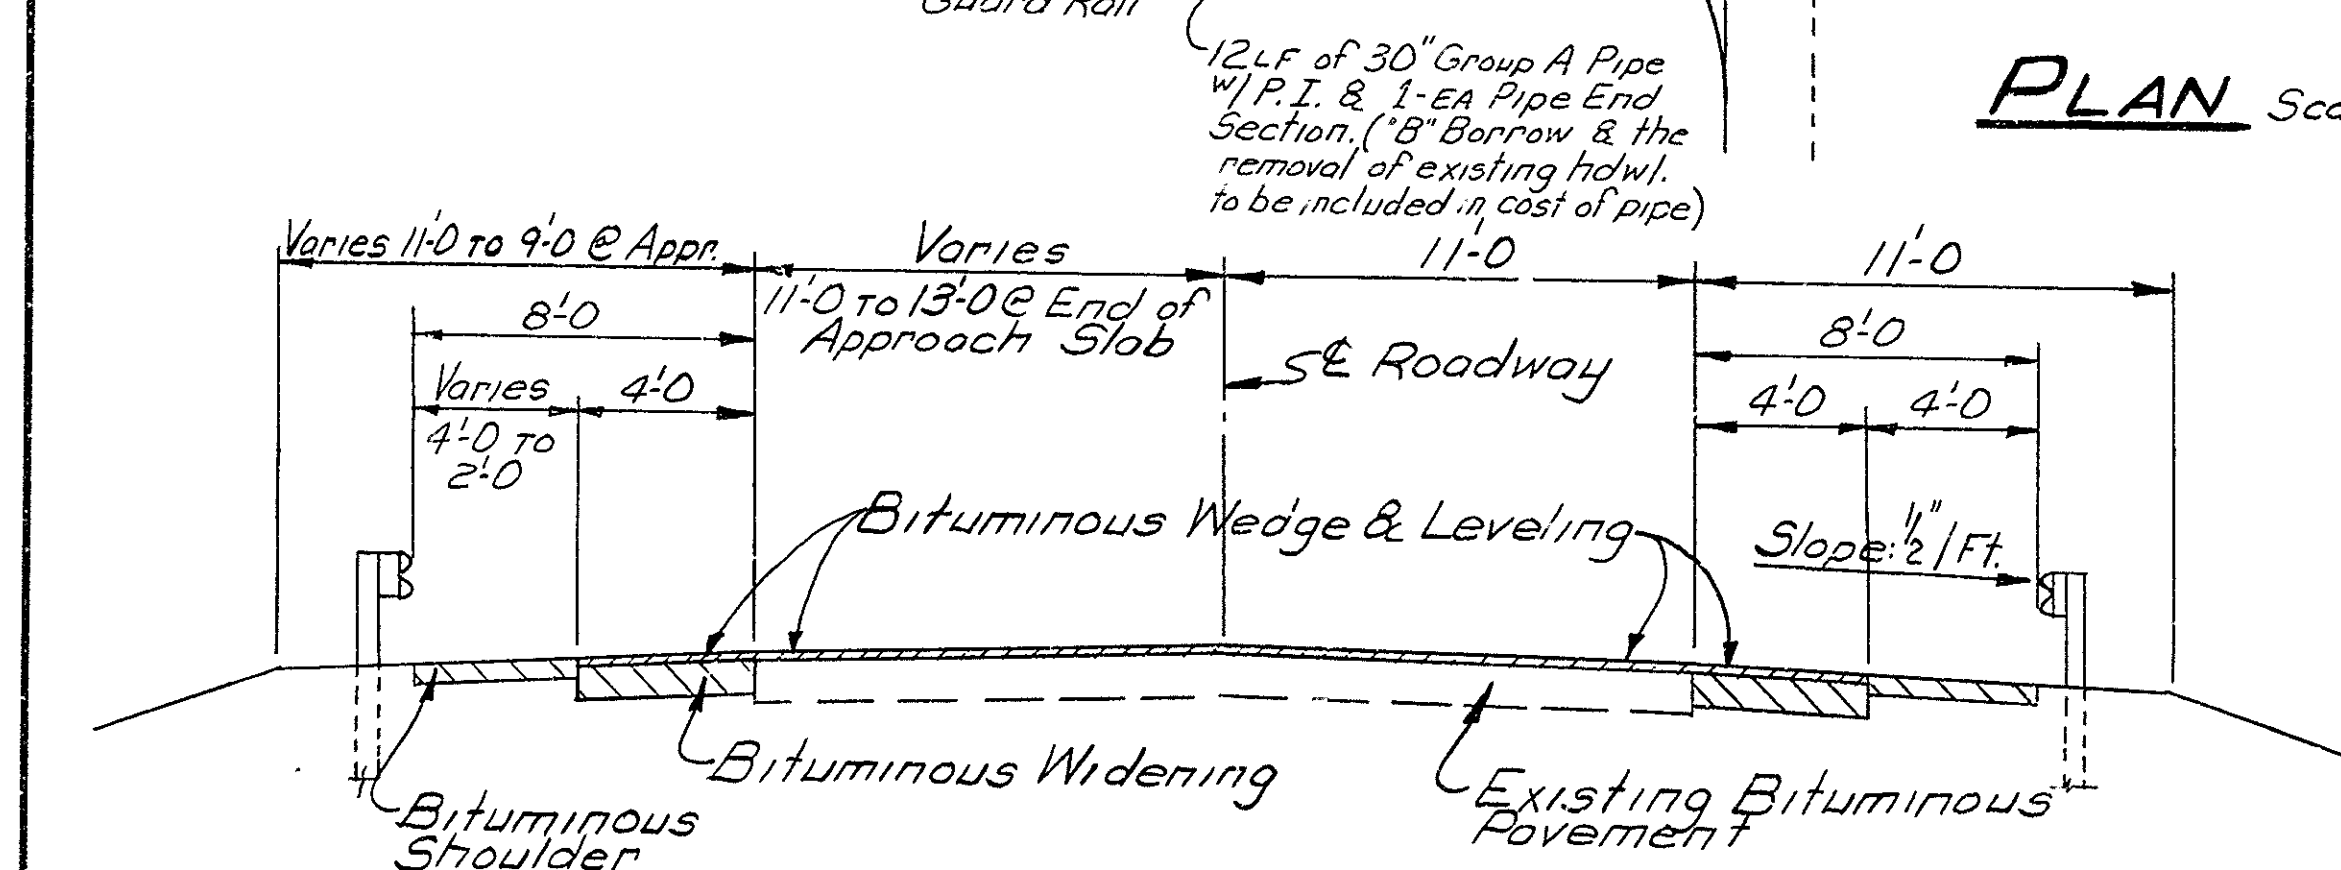 Guard Rail
12LF of 30" Group A Pipe
w/ P.I. & 1-EA Pipe End
Section. ("B" Borrow & the
removal of existing hdwl.
to be included in cost of pipe)
PLAN
Varies 11'-0 TO 9'-0 @ Appr.
Varies
11'-0
11'-0
11'-0 TO 13'-0 @ End of
Approach Slab
8'-0
8'-0
S ℄ Roadway
Varies
4'-0
4'-0
4'-0
4'-0 TO
2'-0
Bituminous Wedge & Leveling
Slope: 1/2"/Ft.
Bituminous Widening
Existing Bituminous
Pavement
Bituminous
Shoulder